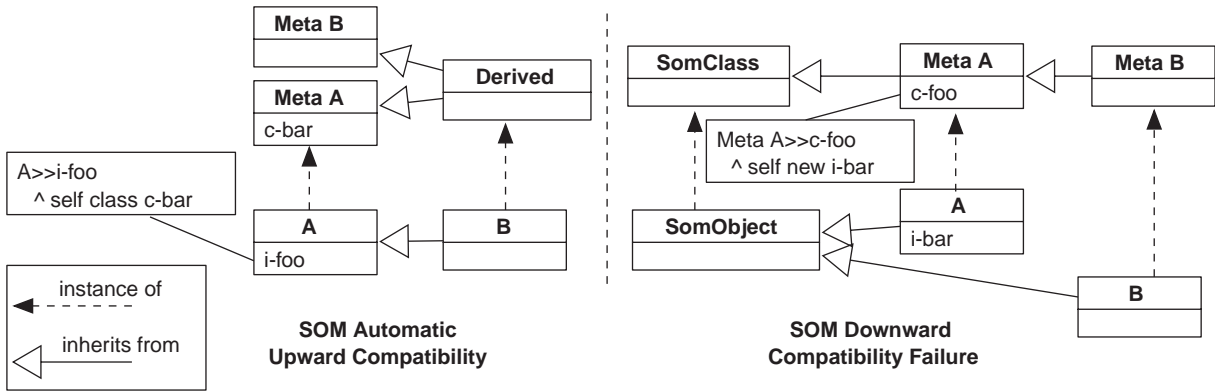 Meta B
Derived
Meta A
c-bar
A>>i-foo
^ self class c-bar
A
i-foo
B
instance of
inherits from
SOM Automatic
Upward Compatibility
SomClass
Meta A
c-foo
Meta B
Meta A>>c-foo
^ self new i-bar
SomObject
A
i-bar
B
SOM Downward
Compatibility Failure